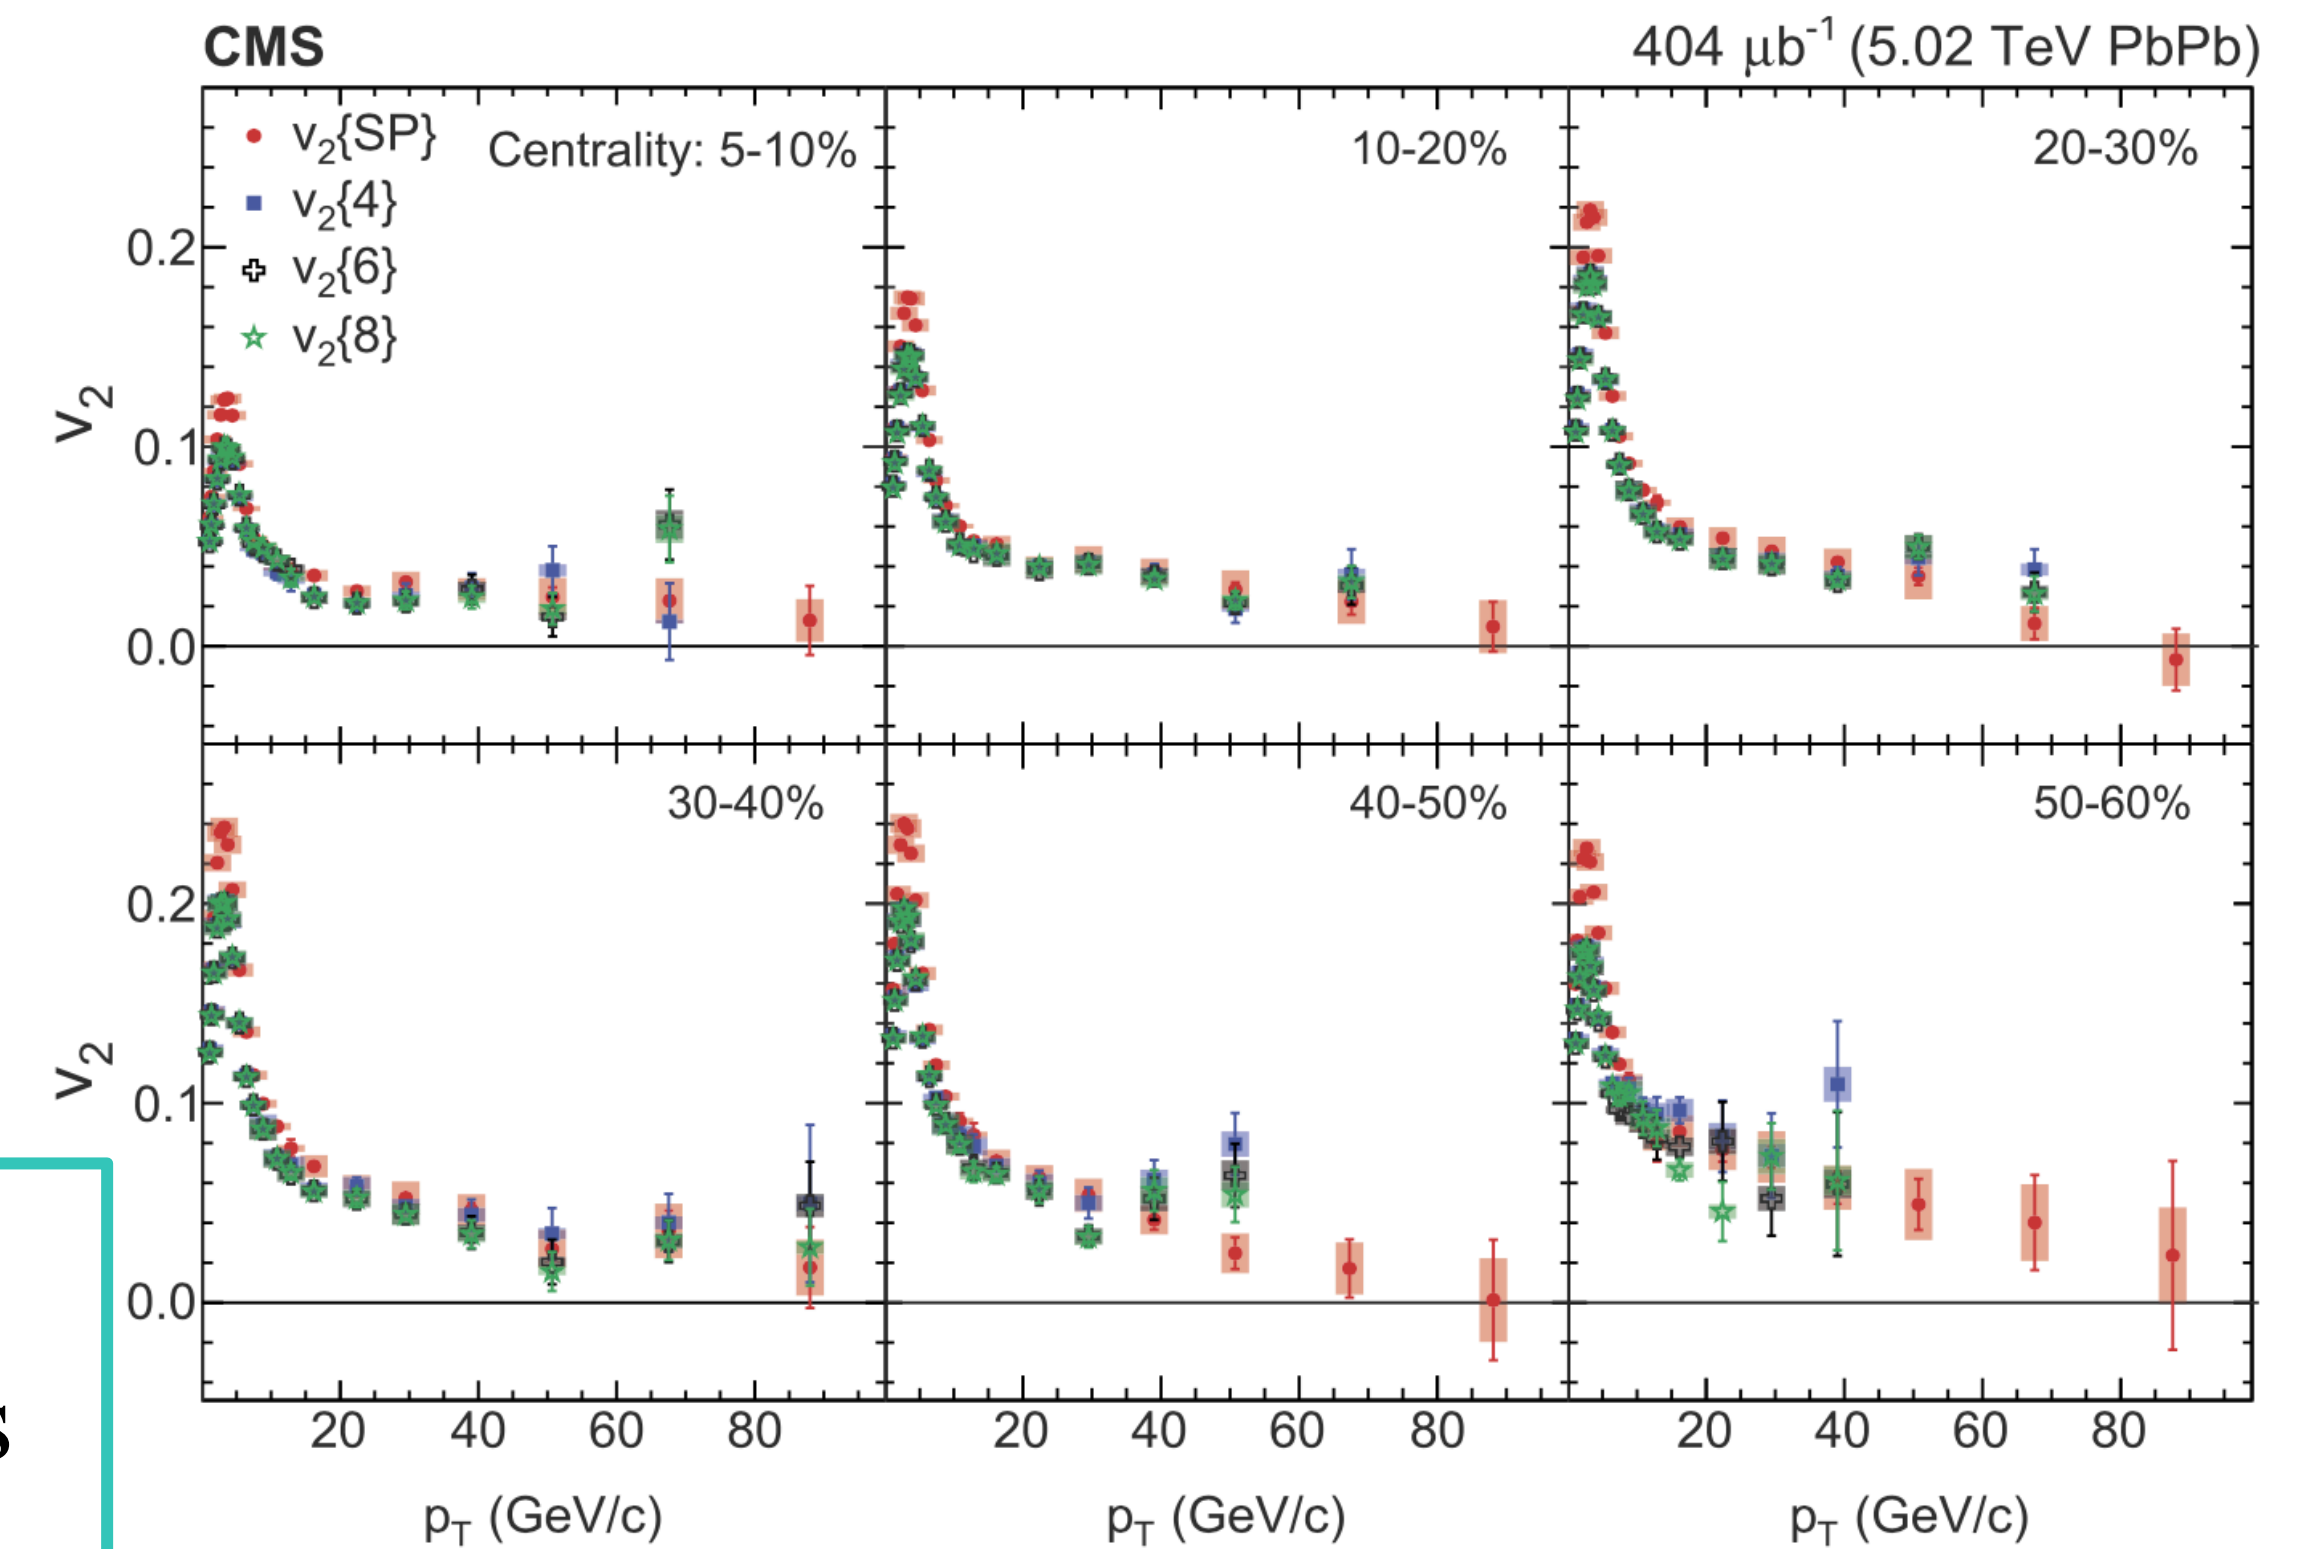 CMS 404 μb⁻¹ (5.02 TeV PbPb)
v₂{SP}
v₂{4}
v₂{6}
v₂{8}
Centrality: 5-10%
10-20%
20-30%
0.2
0.1
0.0
v₂
30-40%
40-50%
50-60%
0.2
0.1
0.0
v₂
20 40 60 80
20 40 60 80
20 40 60 80
p_T (GeV/c)
p_T (GeV/c)
p_T (GeV/c)
s